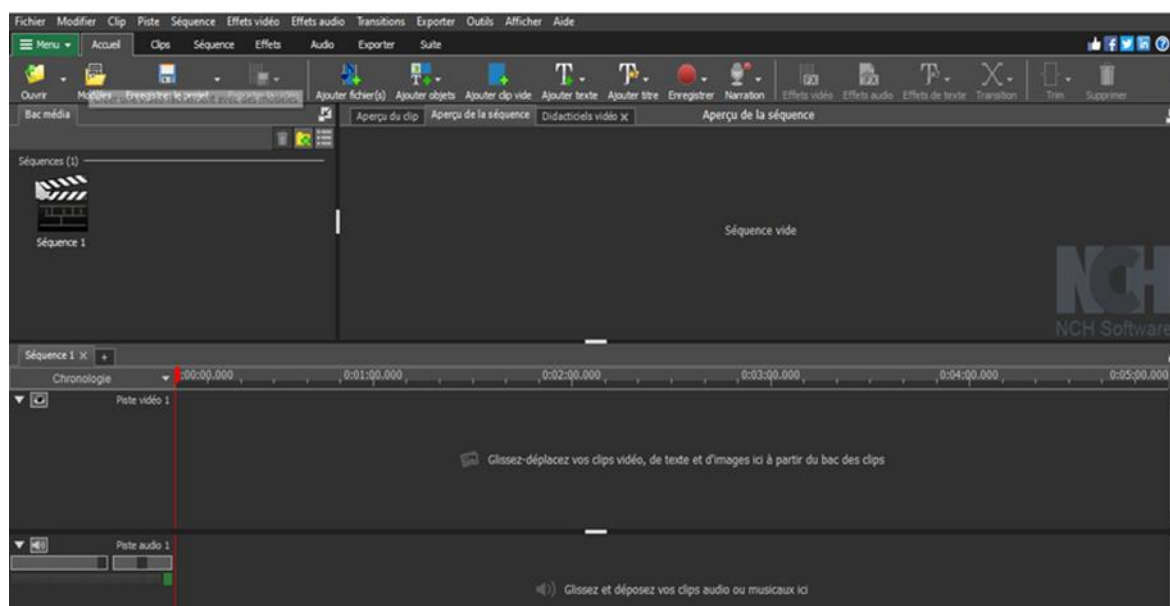 Fichier Modifier Clip Piste Séquence Effets vidéo Effets audio Transitions Exporter Outils Afficher Aide
Menu Accueil Clips Séquence Effets Audio Exporter Suite
Ouvrir Modèles Enregistrer le projet Ajouter fichier(s) Ajouter objets Ajouter clip vide Ajouter texte Ajouter titre Enregistrer Narration Effets vidéo Effets audio Effets de texte Transition Trim Supprimer
Bac média Aperçu du clip Aperçu de la séquence Didacticiels vidéo x Aperçu de la séquence
Séquences (1)
Séquence 1
Séquence vide
NCH
NCH Software
Séquence 1 × +
Chronologie 0:00:00.000 0:01:00.000 0:02:00.000 0:03:00.000 0:04:00.000 0:05:00.000
Piste vidéo 1
Glissez-déplacez vos clips vidéo, de texte et d'images ici à partir du bac des clips
Piste audio 1
Glissez et déposez vos clips audio ou musicaux ici